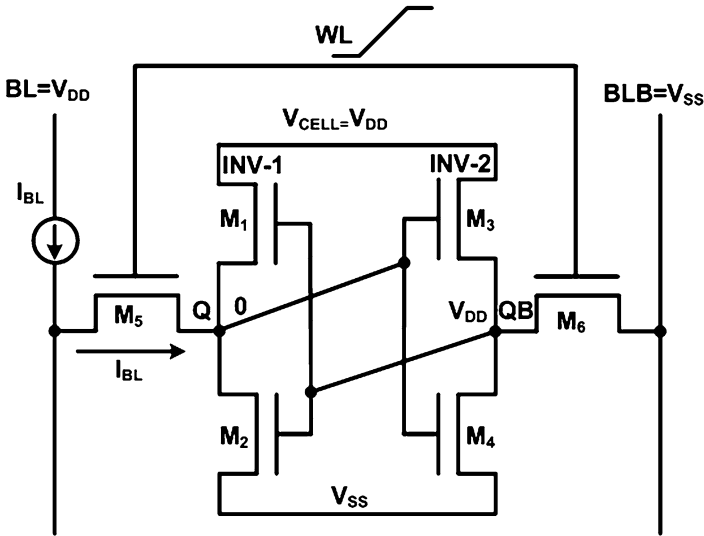 WL
BL=VDD
BLB=VSS
VCELL=VDD
INV-1
INV-2
IBL
M1
M3
Q
0
VDD
QB
M5
M6
IBL
M2
M4
VSS